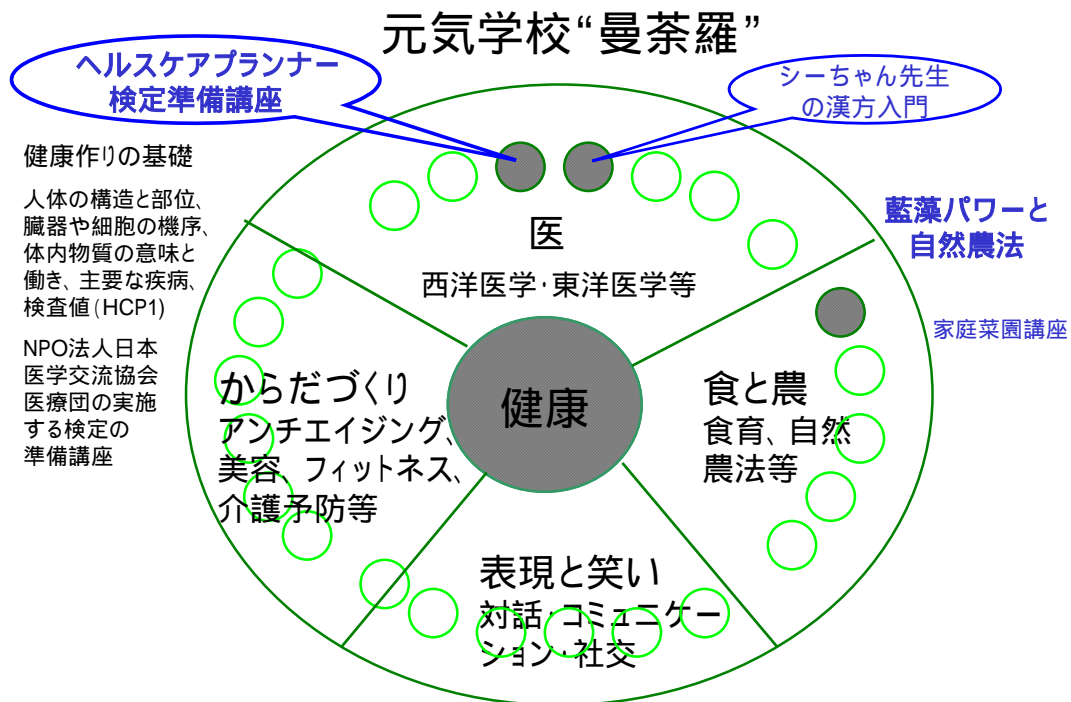 元気学校“曼荼羅”
ヘルスケアプランナー
検定準備講座
シーちゃん先生
の漢方入門
健康作りの基礎
人体の構造と部位、
臓器や細胞の機序、
体内物質の意味と
働き、主要な疾病、
検査値(HCP1)
NPO法人日本
医学交流協会
医療団の実施
する検定の
準備講座
医
西洋医学・東洋医学等
藍藻パワーと
自然農法
家庭菜園講座
からだづくり
アンチエイジング、
美容、フィットネス、
介護予防等
健康
食と農
食育、自然
農法等
表現と笑い
対話・コミュニケー
ション・社交